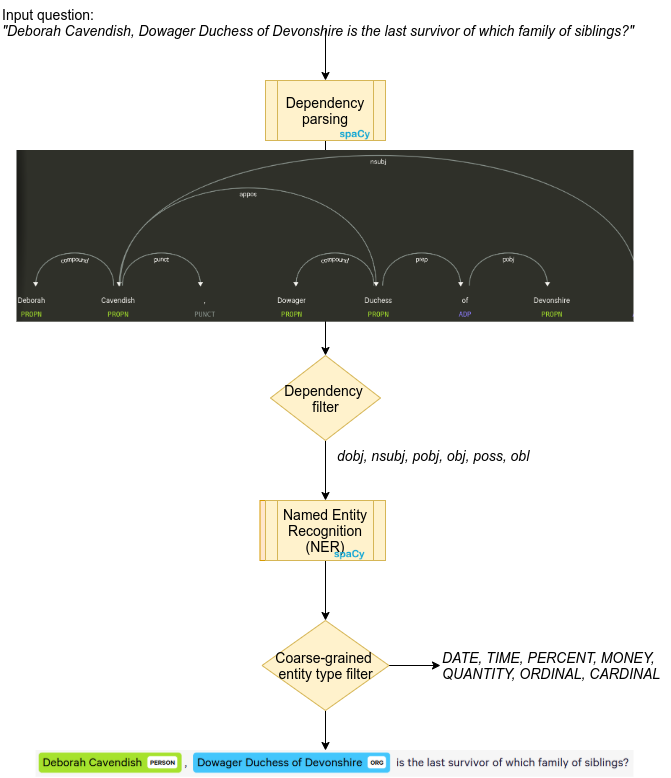 Input question:
"Deborah Cavendish, Dowager Duchess of Devonshire is the last survivor of which family of siblings?"
Dependency
parsing
spaCy
nsubj
appos
compound
punct
compound
prep
pobj
Deborah Cavendish , Dowager Duchess of Devonshire
PROPN PROPN PUNCT PROPN PROPN ADP PROPN
Dependency
filter
dobj, nsubj, pobj, obj, poss, obl
Named Entity
Recognition
(NER)
spaCy
Coarse-grained
entity type filter
DATE, TIME, PERCENT, MONEY,
QUANTITY, ORDINAL, CARDINAL
Deborah Cavendish PERSON , Dowager Duchess of Devonshire ORG is the last survivor of which family of siblings?